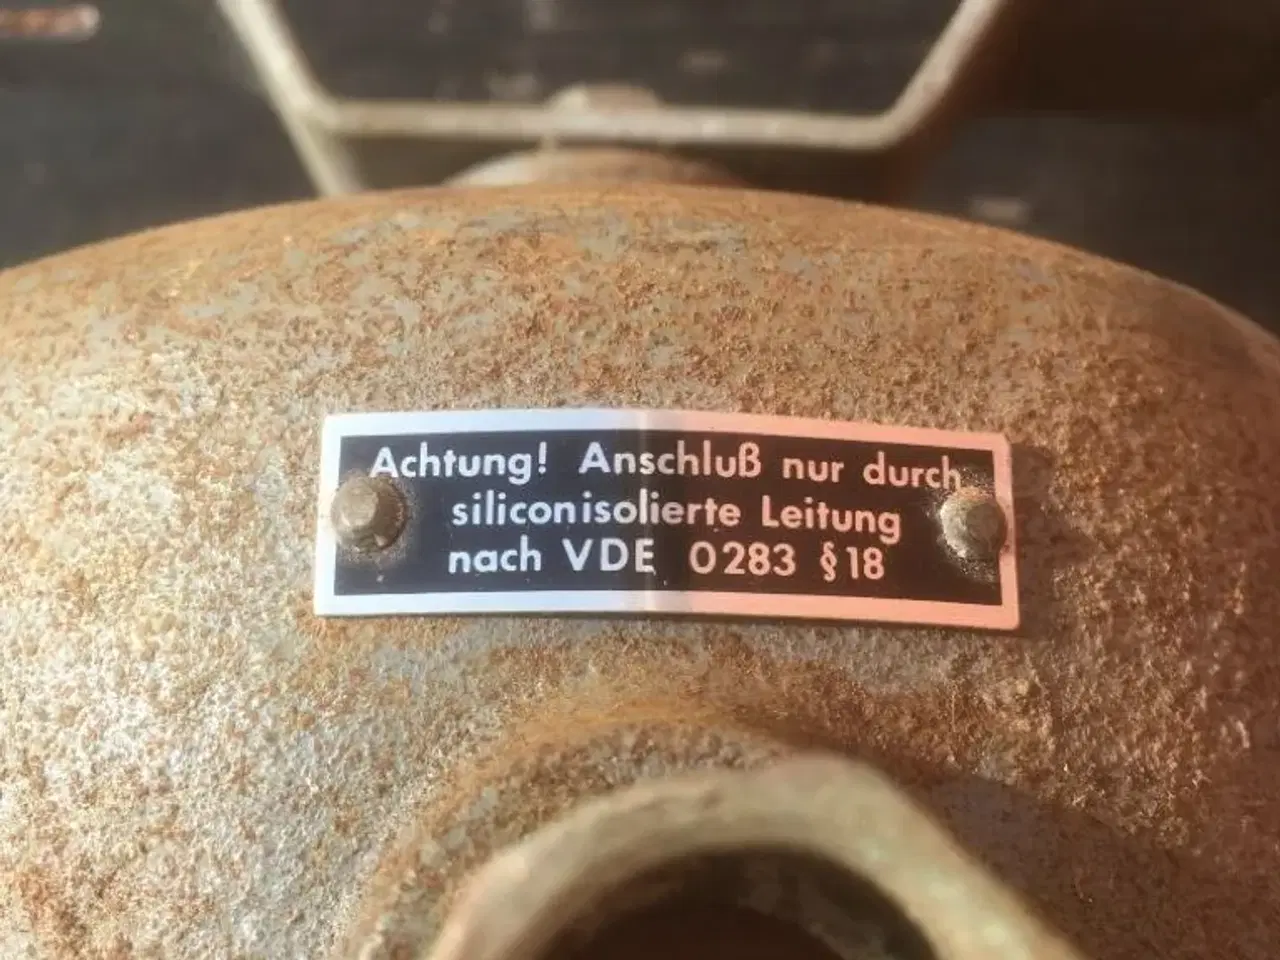 Achtung! Anschluß nur durch
siliconisolierte Leitung
nach VDE 0283 §18